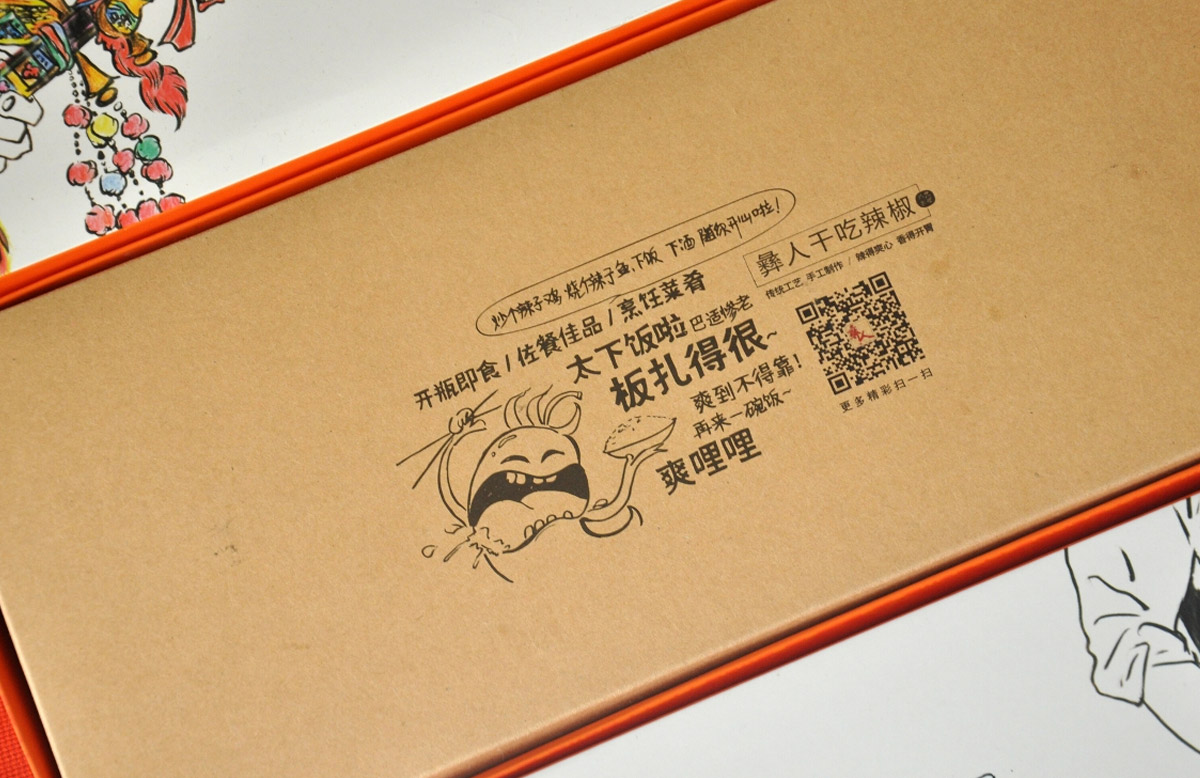 炒个辣子鸡 烧个辣子鱼,下饭 下酒 随你开心啦!
开瓶即食 / 佐餐佳品 / 烹饪菜肴
太下饭啦 巴适惨老
板扎得很~
爽到不得靠!
再来一碗饭~
爽哩哩
彝人干吃辣椒
传统工艺 手工制作 / 辣得爽心 香得开胃
更多精彩扫一扫